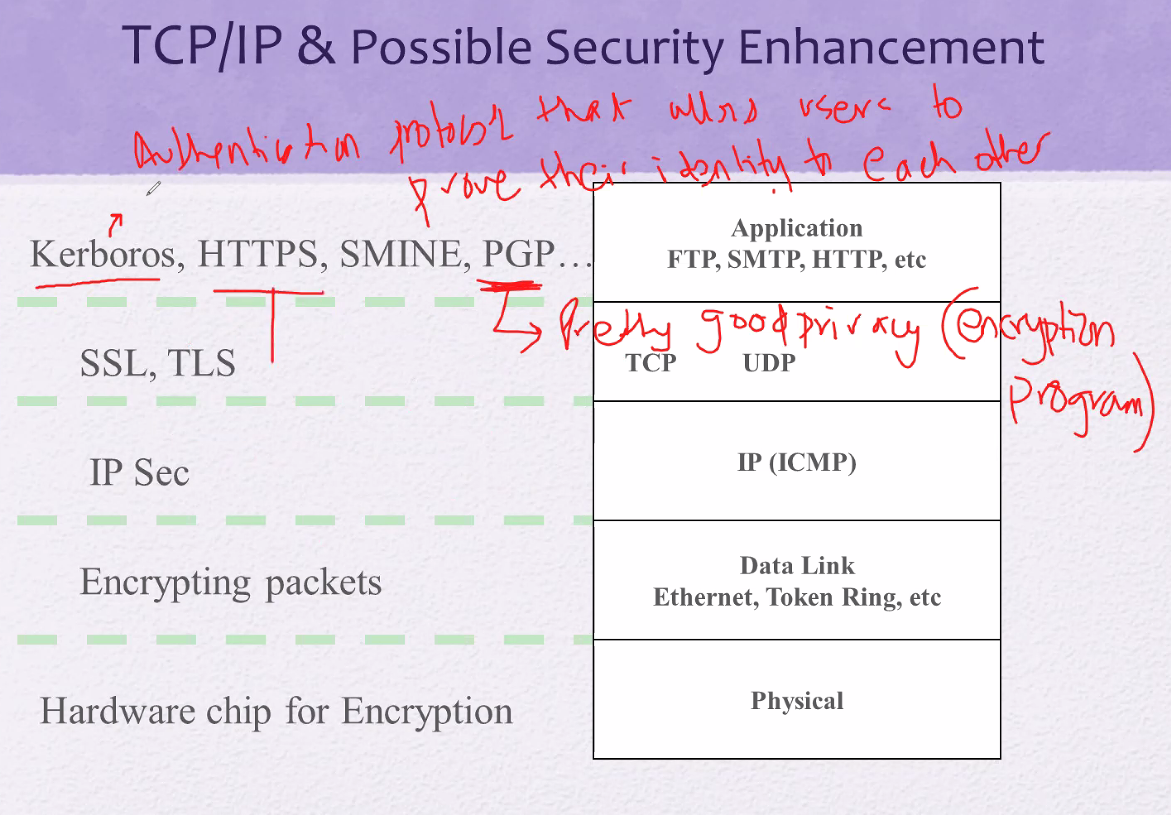 TCP/IP & Possible Security Enhancement
Authentication protocol that allows users to
prove their identity to each other
Kerboros, HTTPS, SMINE, PGP...
Application
FTP, SMTP, HTTP, etc
Pretty good privacy (encryption
program)
SSL, TLS
TCP UDP
IP Sec
IP (ICMP)
Encrypting packets
Data Link
Ethernet, Token Ring, etc
Hardware chip for Encryption
Physical